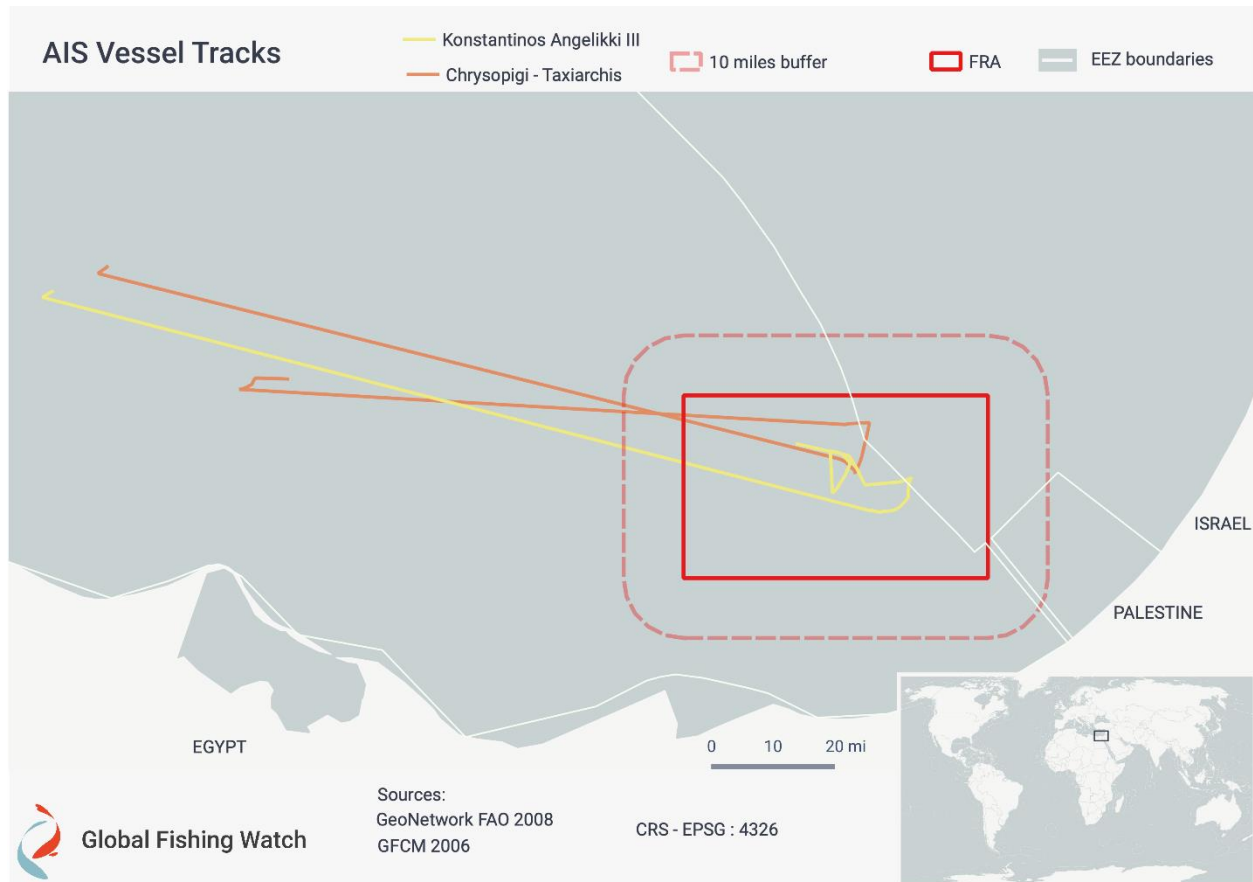 AIS Vessel Tracks
Konstantinos Angelikki III
Chrysopigi - Taxiarchis
10 miles buffer
FRA
EEZ boundaries
ISRAEL
PALESTINE
EGYPT
0 10 20 mi
Sources:
GeoNetwork FAO 2008
GFCM 2006
CRS - EPSG : 4326
Global Fishing Watch